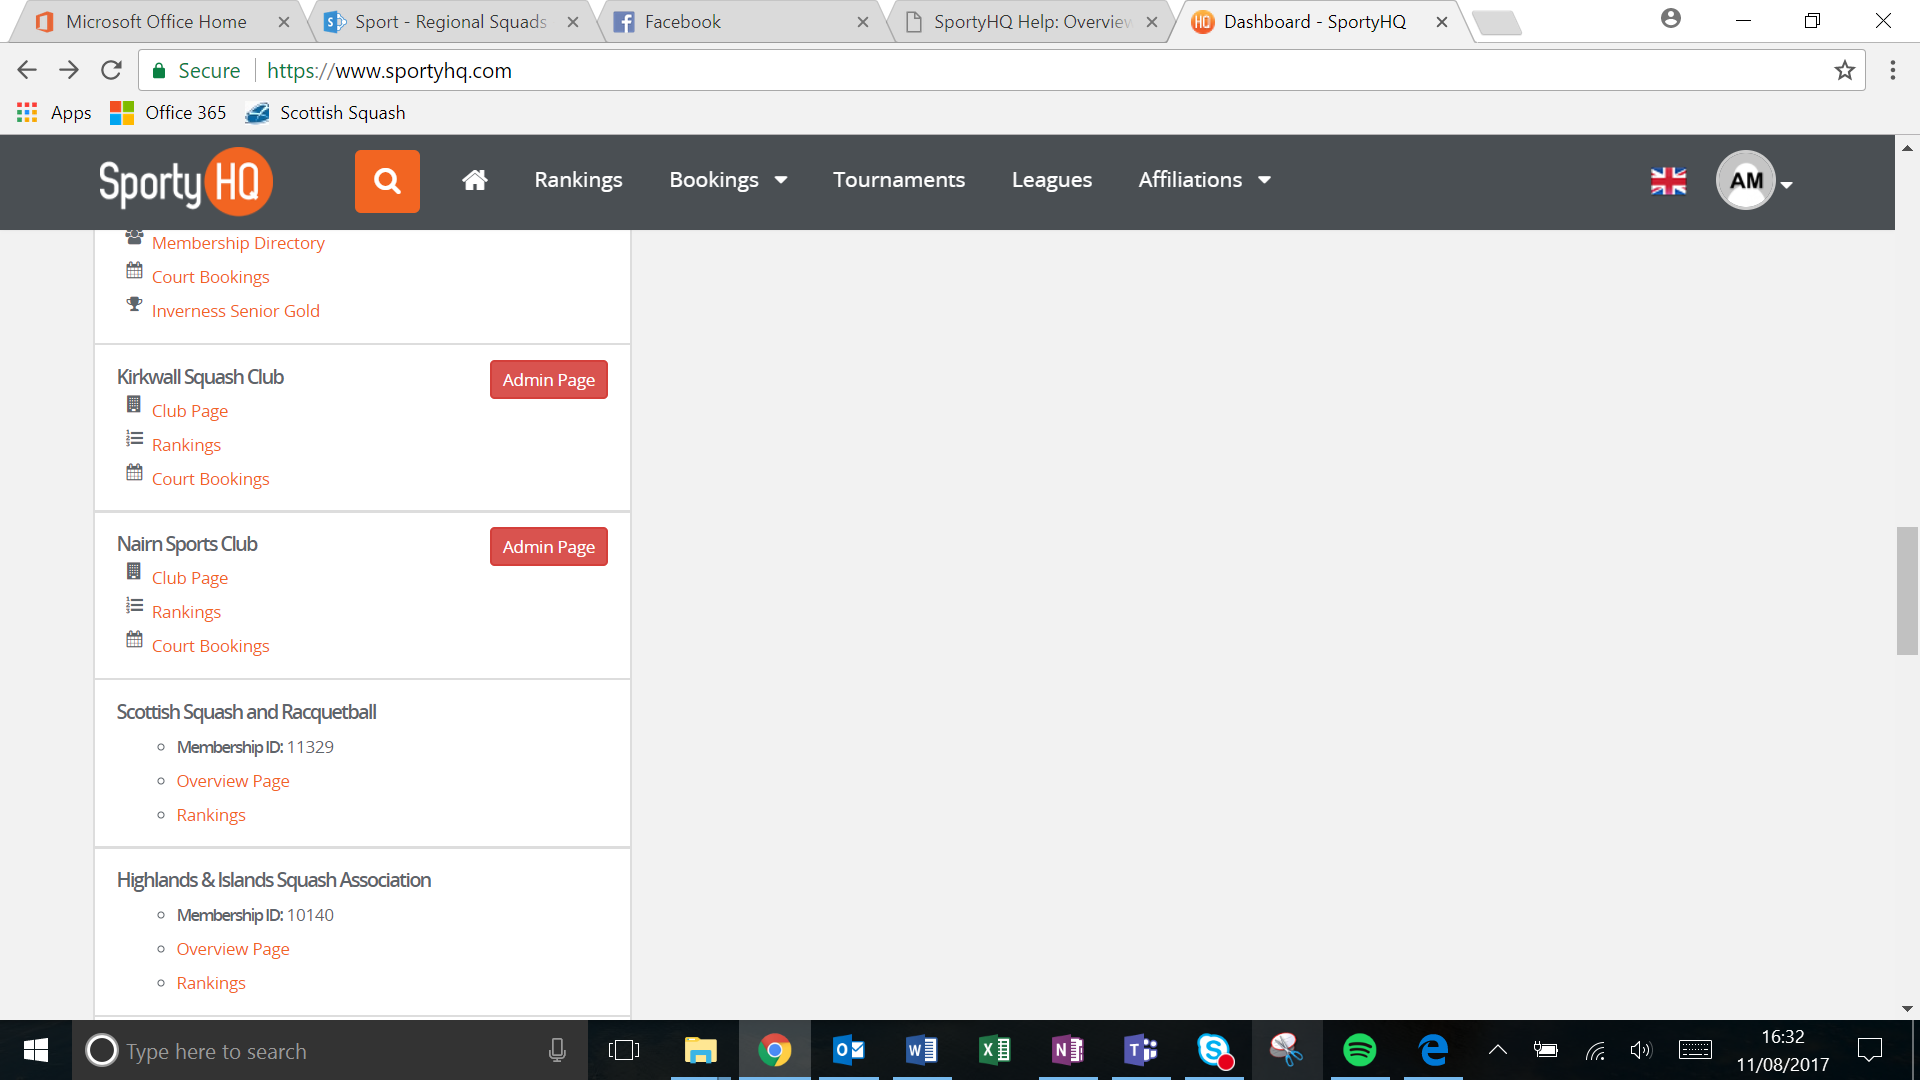 Microsoft Office Home
Sport - Regional Squads
Facebook
SportyHQ Help: Overview
Dashboard - SportyHQ
Secure
https://www.sportyhq.com
Apps
Office 365
Scottish Squash
Sporty HQ
Rankings
Bookings
Tournaments
Leagues
Affiliations
AM
Membership Directory
Court Bookings
Inverness Senior Gold
Kirkwall Squash Club
Admin Page
Club Page
Rankings
Court Bookings
Nairn Sports Club
Admin Page
Club Page
Rankings
Court Bookings
Scottish Squash and Racquetball
Membership ID: 11329
Overview Page
Rankings
Highlands & Islands Squash Association
Membership ID: 10140
Overview Page
Rankings
Type here to search
16:32
11/08/2017